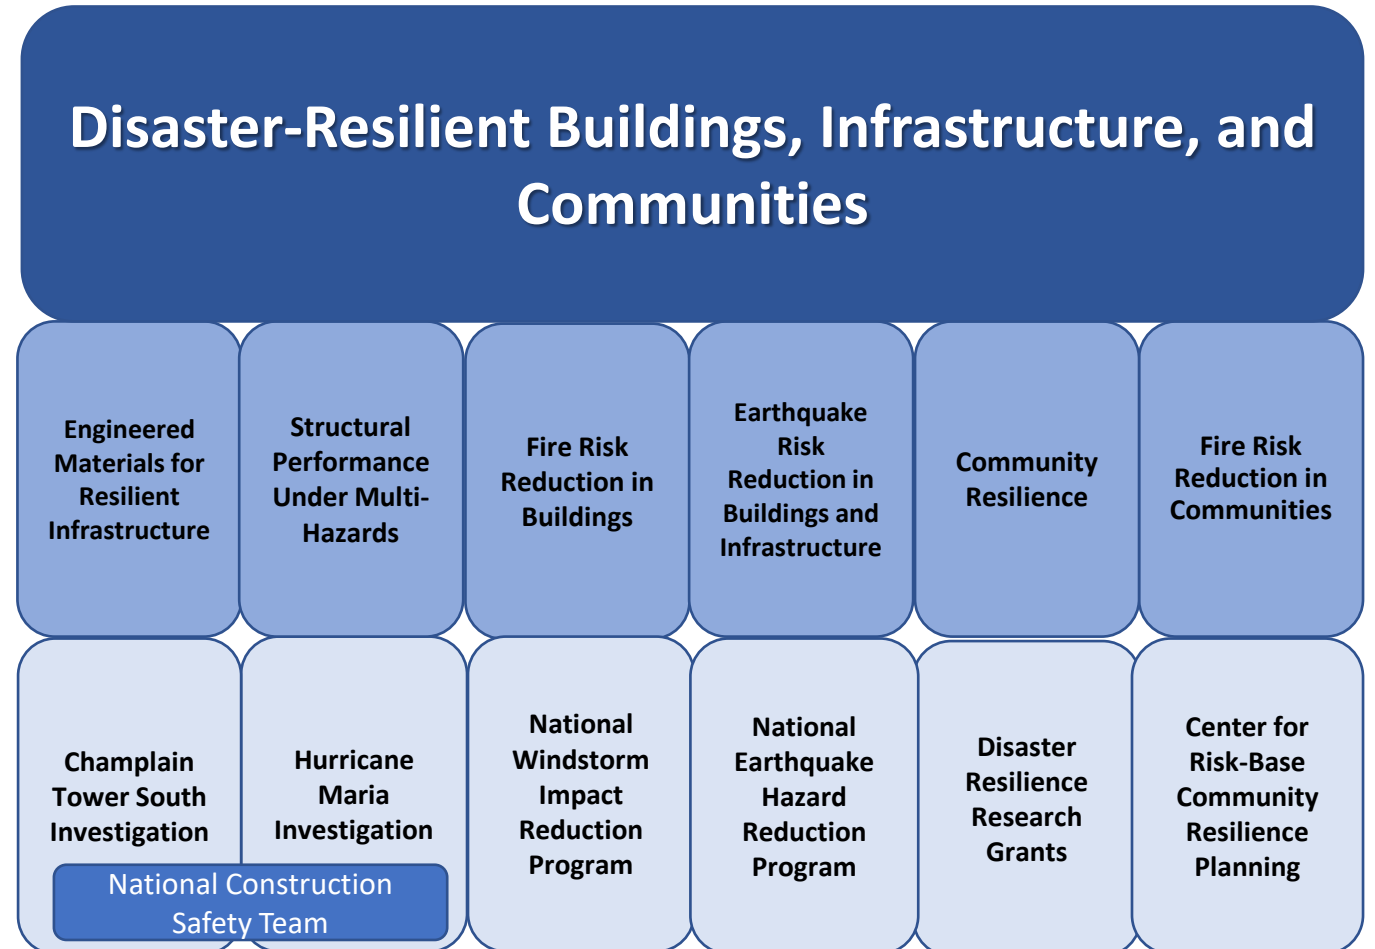 Disaster-Resilient Buildings, Infrastructure, and
Communities
Engineered
Materials for
Resilient
Infrastructure
Structural
Performance
Under Multi-
Hazards
Fire Risk
Reduction in
Buildings
Earthquake
Risk
Reduction in
Buildings and
Infrastructure
Community
Resilience
Fire Risk
Reduction in
Communities
Champlain
Tower South
Investigation
Hurricane
Maria
Investigation
National Construction
Safety Team
National
Windstorm
Impact
Reduction
Program
National
Earthquake
Hazard
Reduction
Program
Disaster
Resilience
Research
Grants
Center for
Risk-Base
Community
Resilience
Planning